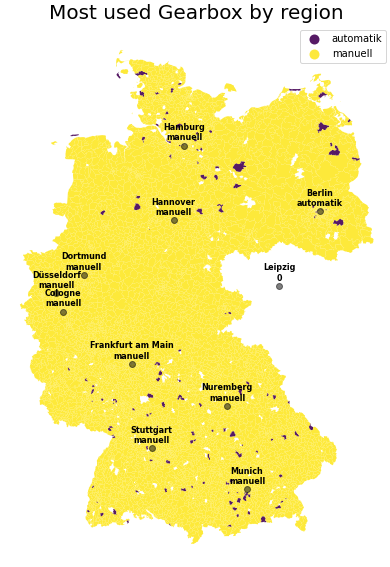 Most used Gearbox by region
automatik
manuell
Hamburg
manuell
Berlin
automatik
Hannover
manuell
Dortmund
manuell
Leipzig
0
Düsseldorf
manuell
Cologne
manuell
Frankfurt am Main
manuell
Nuremberg
manuell
Stuttgart
manuell
Munich
manuell